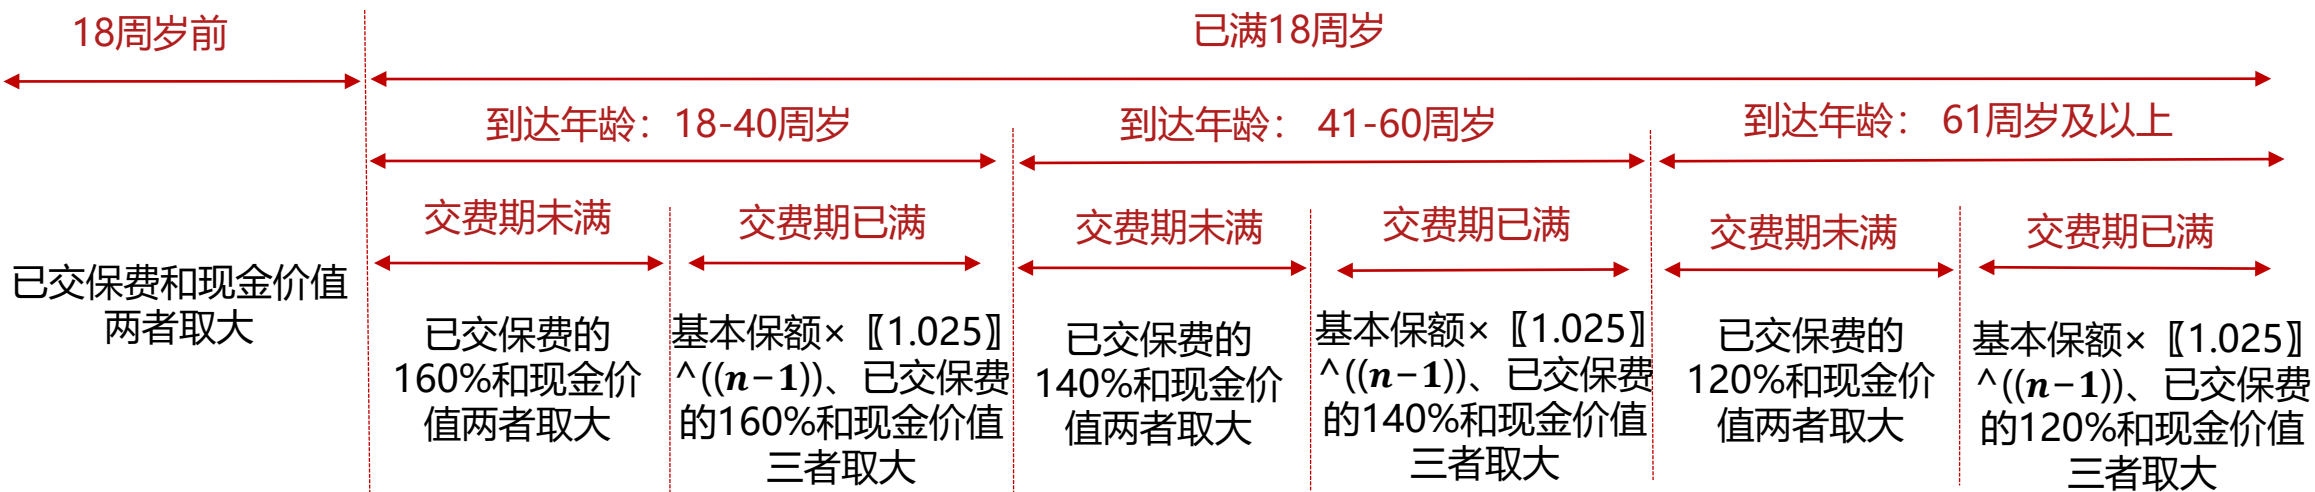 18周岁前
已满18周岁
到达年龄：18-40周岁
到达年龄： 41-60周岁
到达年龄： 61周岁及以上
交费期未满
交费期已满
交费期未满
交费期已满
交费期未满
交费期已满
已交保费和现金价值
两者取大
已交保费的
160%和现金价
值两者取大
基本保额×〖1.025〗
^((n−1))、已交保费
的160%和现金价值
三者取大
已交保费的
140%和现金价
值两者取大
基本保额×〖1.025〗
^((n−1))、已交保费
的140%和现金价值
三者取大
已交保费的
120%和现金价
值两者取大
基本保额×〖1.025〗
^((n−1))、已交保费
的120%和现金价值
三者取大